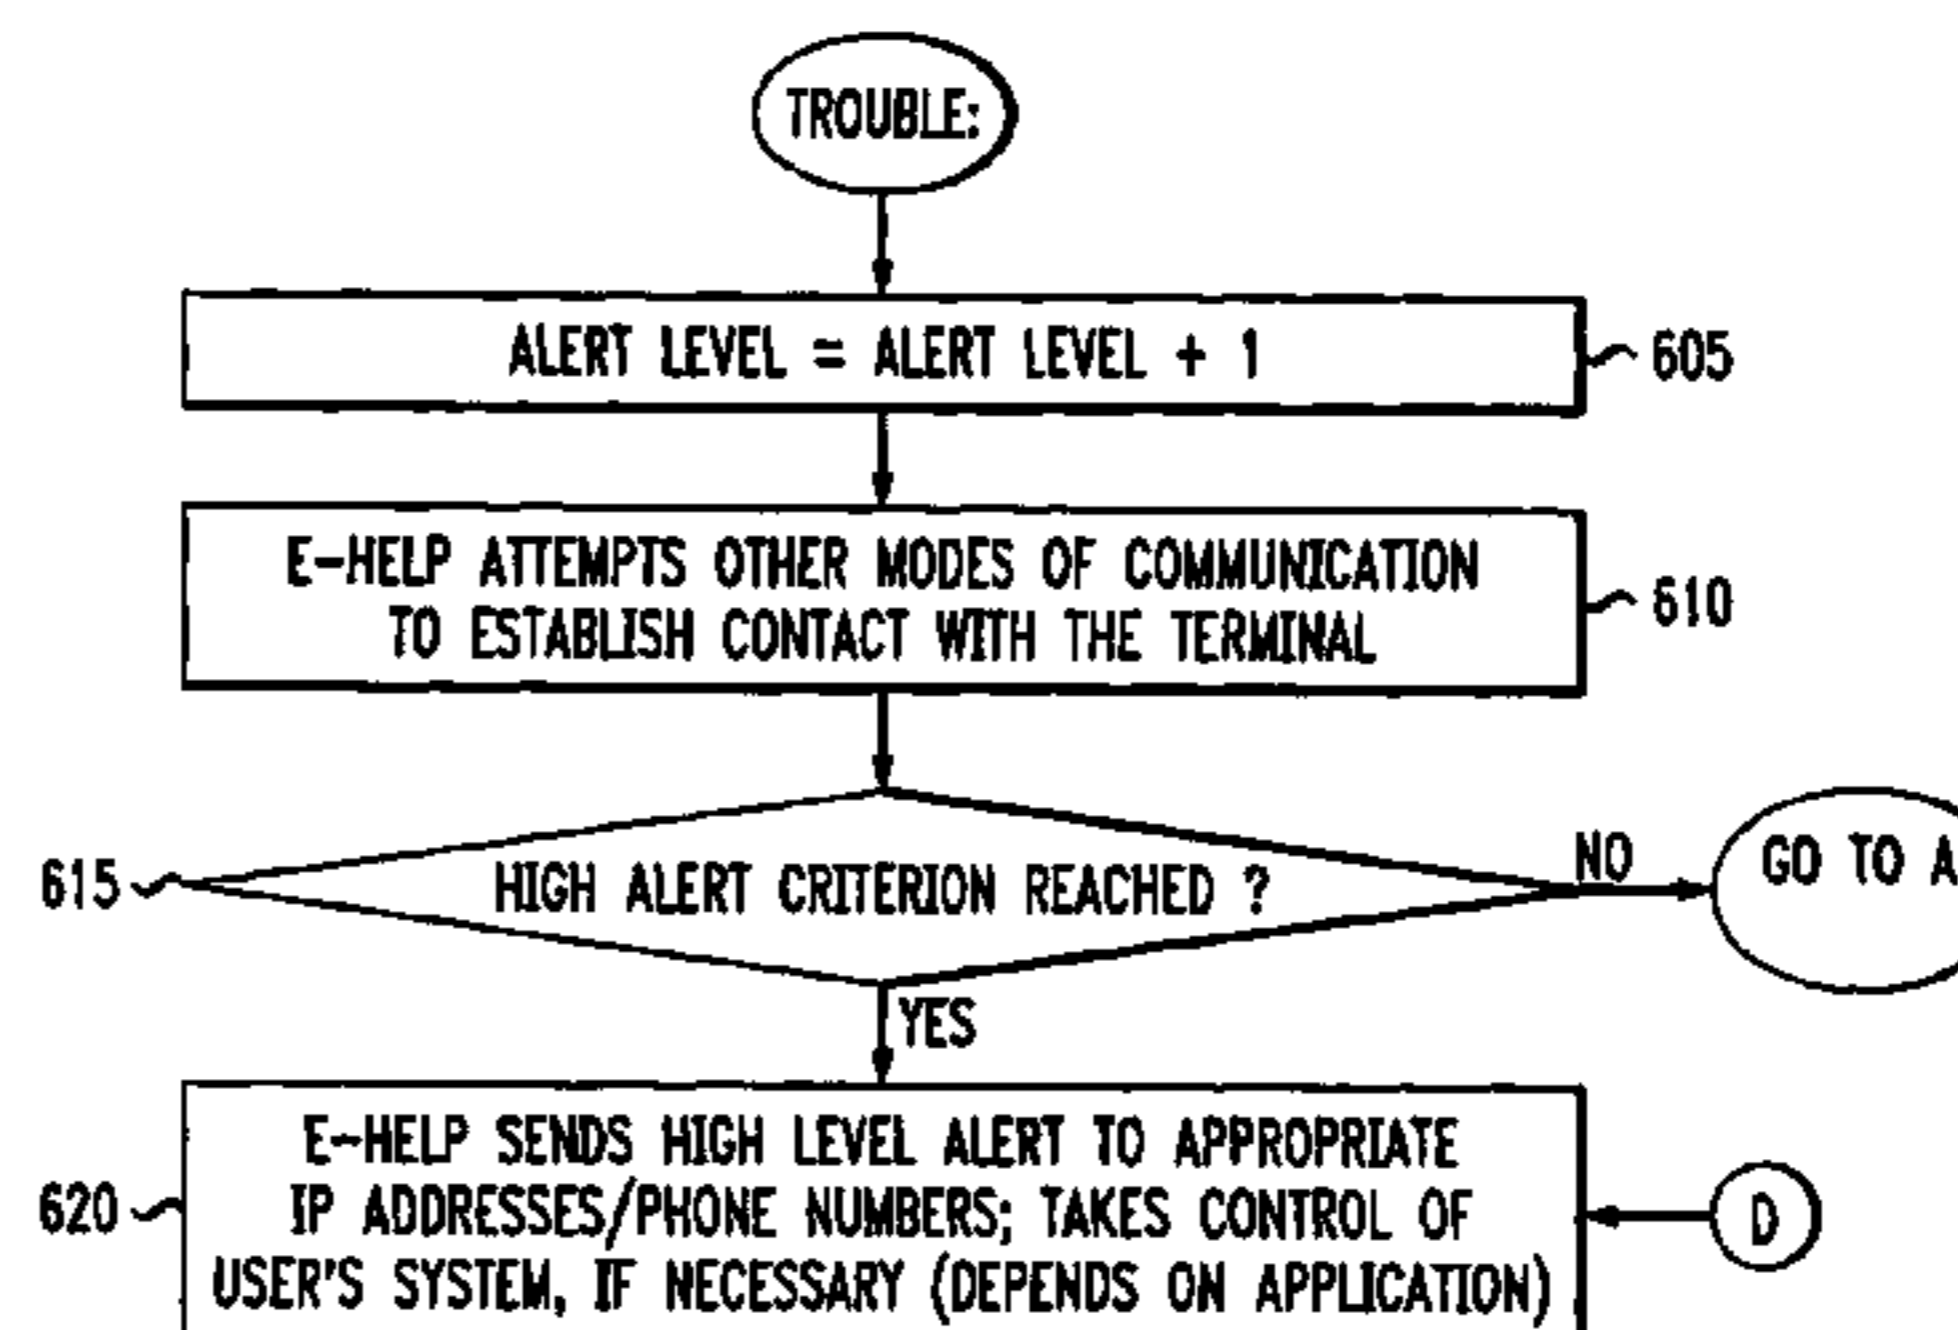 TROUBLE:
ALERT LEVEL = ALERT LEVEL + 1
605
E-HELP ATTEMPTS OTHER MODES OF COMMUNICATION
TO ESTABLISH CONTACT WITH THE TERMINAL
610
615
HIGH ALERT CRITERION REACHED ?
NO
GO TO A
YES
E-HELP SENDS HIGH LEVEL ALERT TO APPROPRIATE
620
IP ADDRESSES/PHONE NUMBERS; TAKES CONTROL OF
D
USER'S SYSTEM, IF NECESSARY (DEPENDS ON APPLICATION)